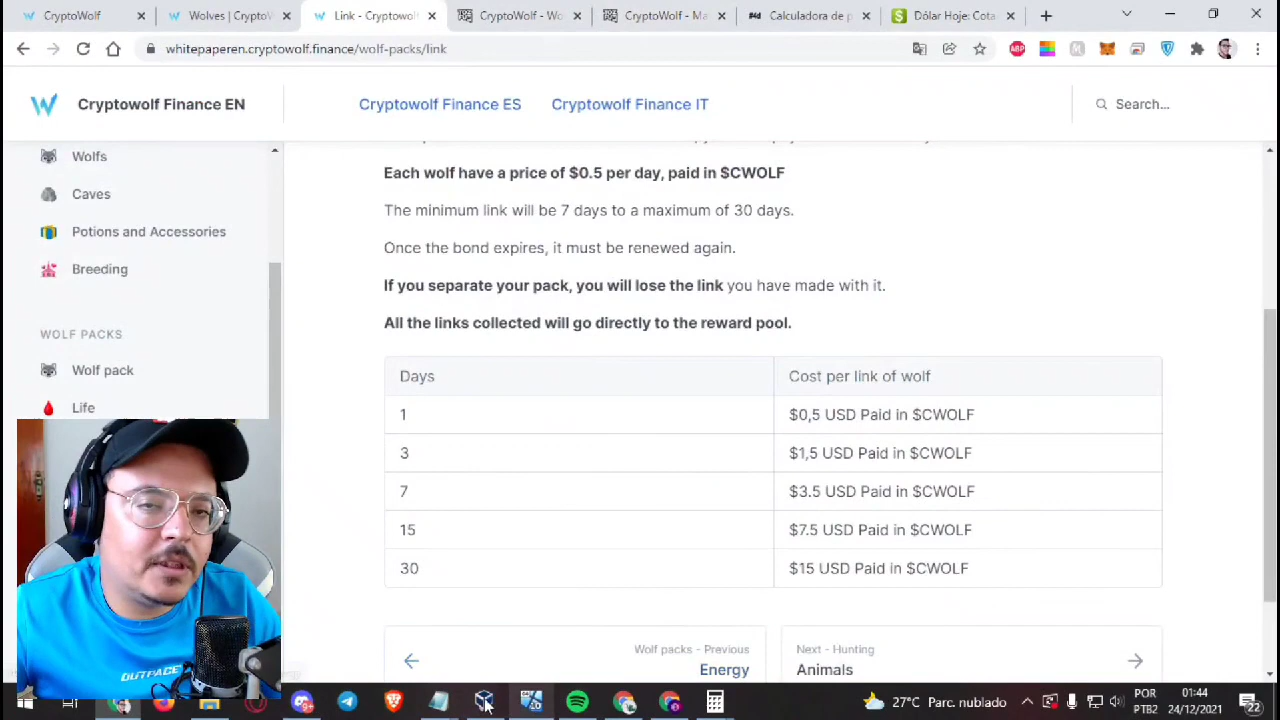 CryptoWolf
Wolves | CryptoW
Link - Cryptowolf
CryptoWolf - Wo
CryptoWolf - Ma
Calculadora de p
Dólar Hoje: Cota
whitepaperen.cryptowolf.finance/wolf-packs/link
ABP
Cryptowolf Finance EN
Cryptowolf Finance ES
Cryptowolf Finance IT
Search...
Wolfs
Caves
Potions and Accessories
Breeding
WOLF PACKS
Wolf pack
Life
Each wolf have a price of $0.5 per day, paid in $CWOLF
The minimum link will be 7 days to a maximum of 30 days.
Once the bond expires, it must be renewed again.
If you separate your pack, you will lose the link you have made with it.
All the links collected will go directly to the reward pool.
Days
Cost per link of wolf
1
$0,5 USD Paid in $CWOLF
3
$1,5 USD Paid in $CWOLF
7
$3.5 USD Paid in $CWOLF
15
$7.5 USD Paid in $CWOLF
30
$15 USD Paid in $CWOLF
Wolf packs - Previous
Energy
Next - Hunting
Animals
OUTFACE
27°C Parc. nublado
POR
PTB2
01:44
24/12/2021
22